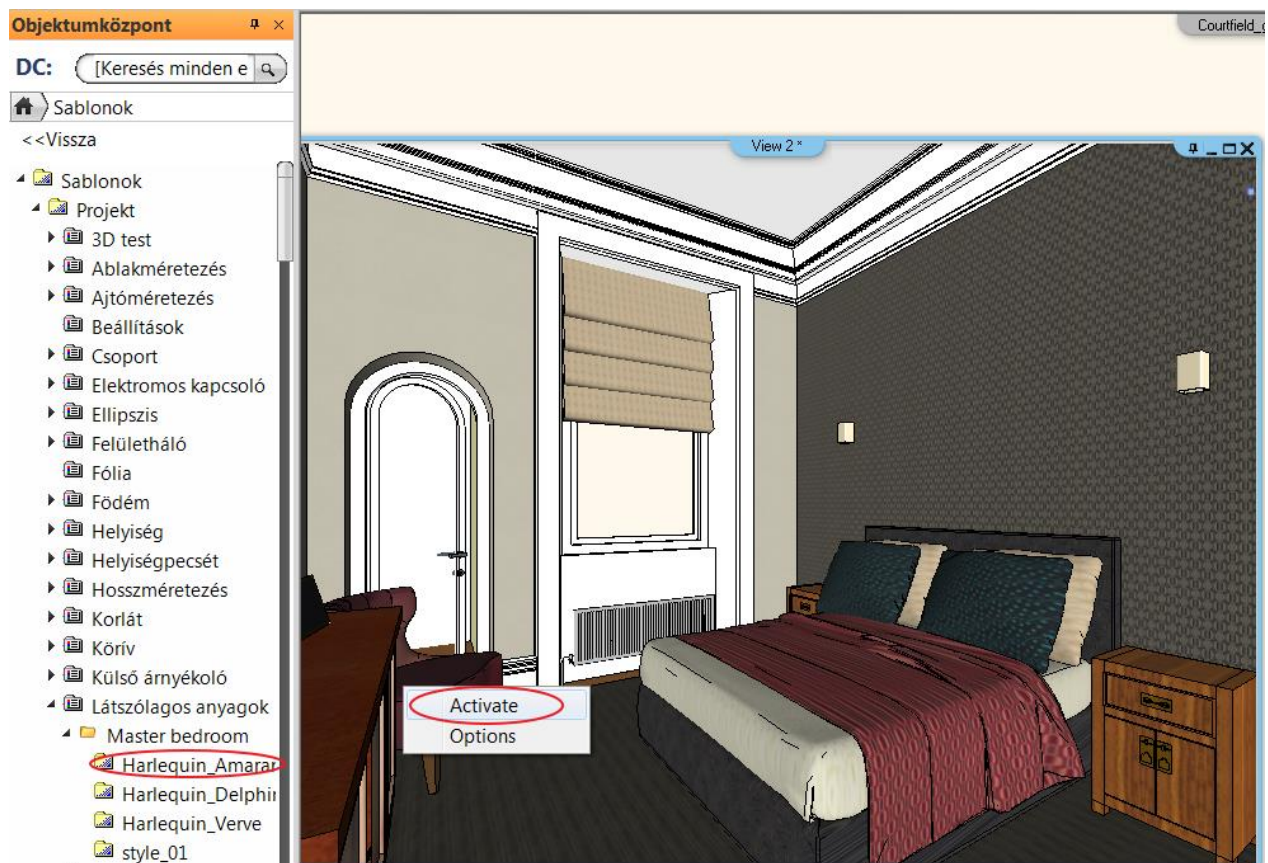 Objektumközpont
DC: [Keresés minden e
Sablonok
<<Vissza
Sablonok
Projekt
3D test
Ablakméretezés
Ajtóméretezés
Beállítások
Csoport
Elektromos kapcsoló
Ellipszis
Felületháló
Fólia
Födém
Helyiség
Helyiségpecsét
Hosszméretezés
Korlát
Körív
Külső árnyékoló
Látszólagos anyagok
Master bedroom
Harlequin_Amarar
Harlequin_Delphin
Harlequin_Verve
style_01
Courtfield_g
View 2 *
Activate
Options